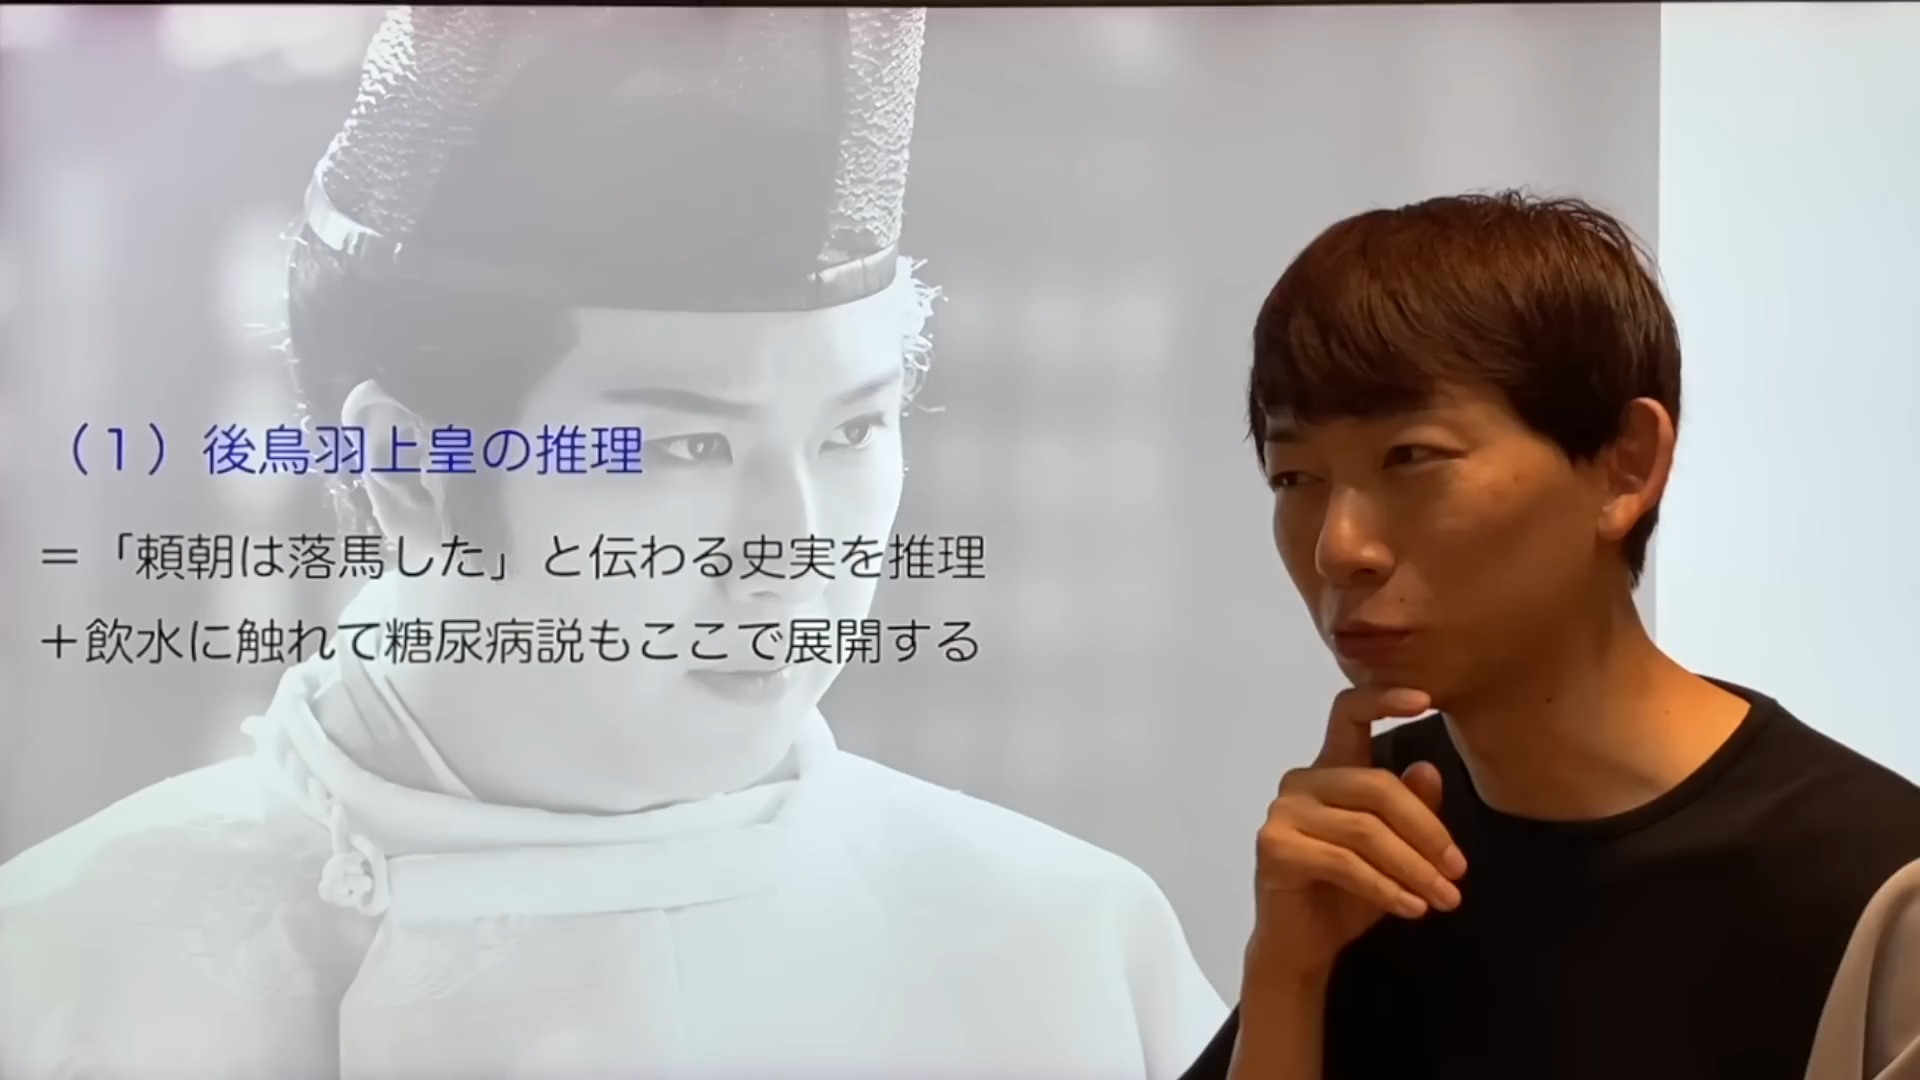 （１）後鳥羽上皇の推理
＝「頼朝は落馬した」と伝わる史実を推理
＋飲水に触れて糖尿病説もここで展開する